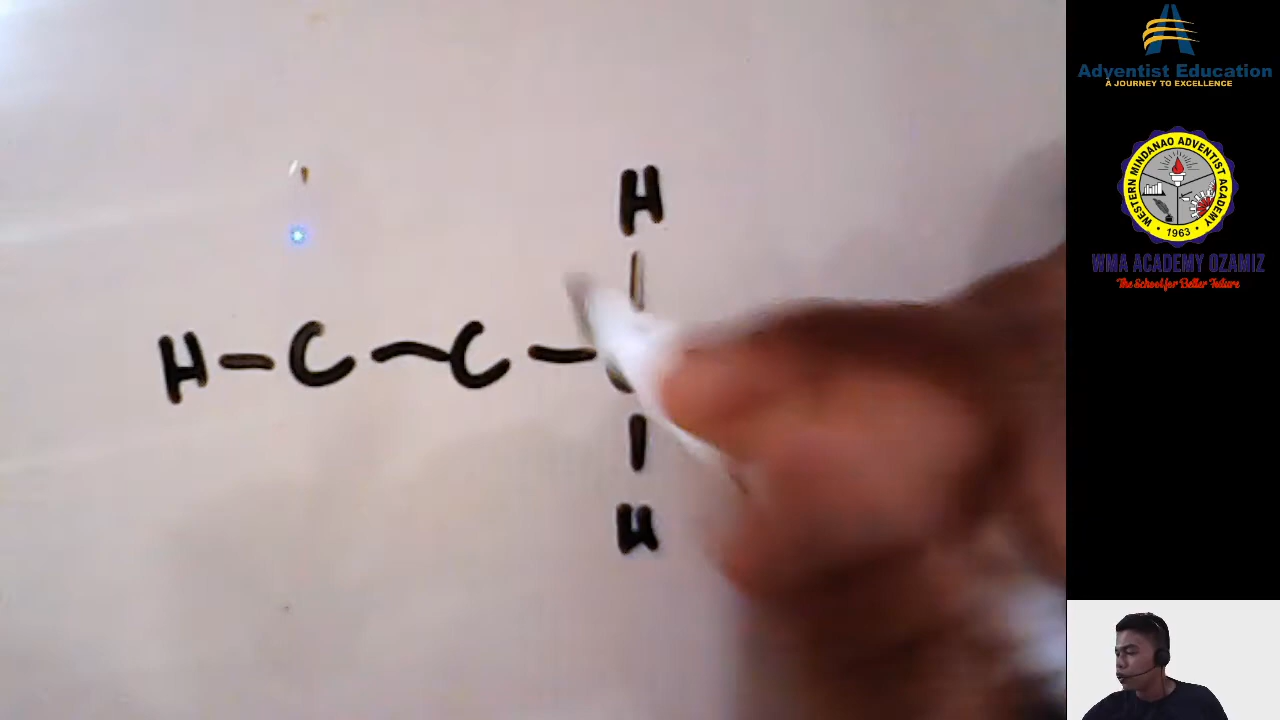 Adventist Education
A JOURNEY TO EXCELLENCE
WESTERN MINDANAO ADVENTIST ACADEMY
• 1963 •
WMA ACADEMY OZAMIZ
The School for Better Future
H
H-C-C-
H